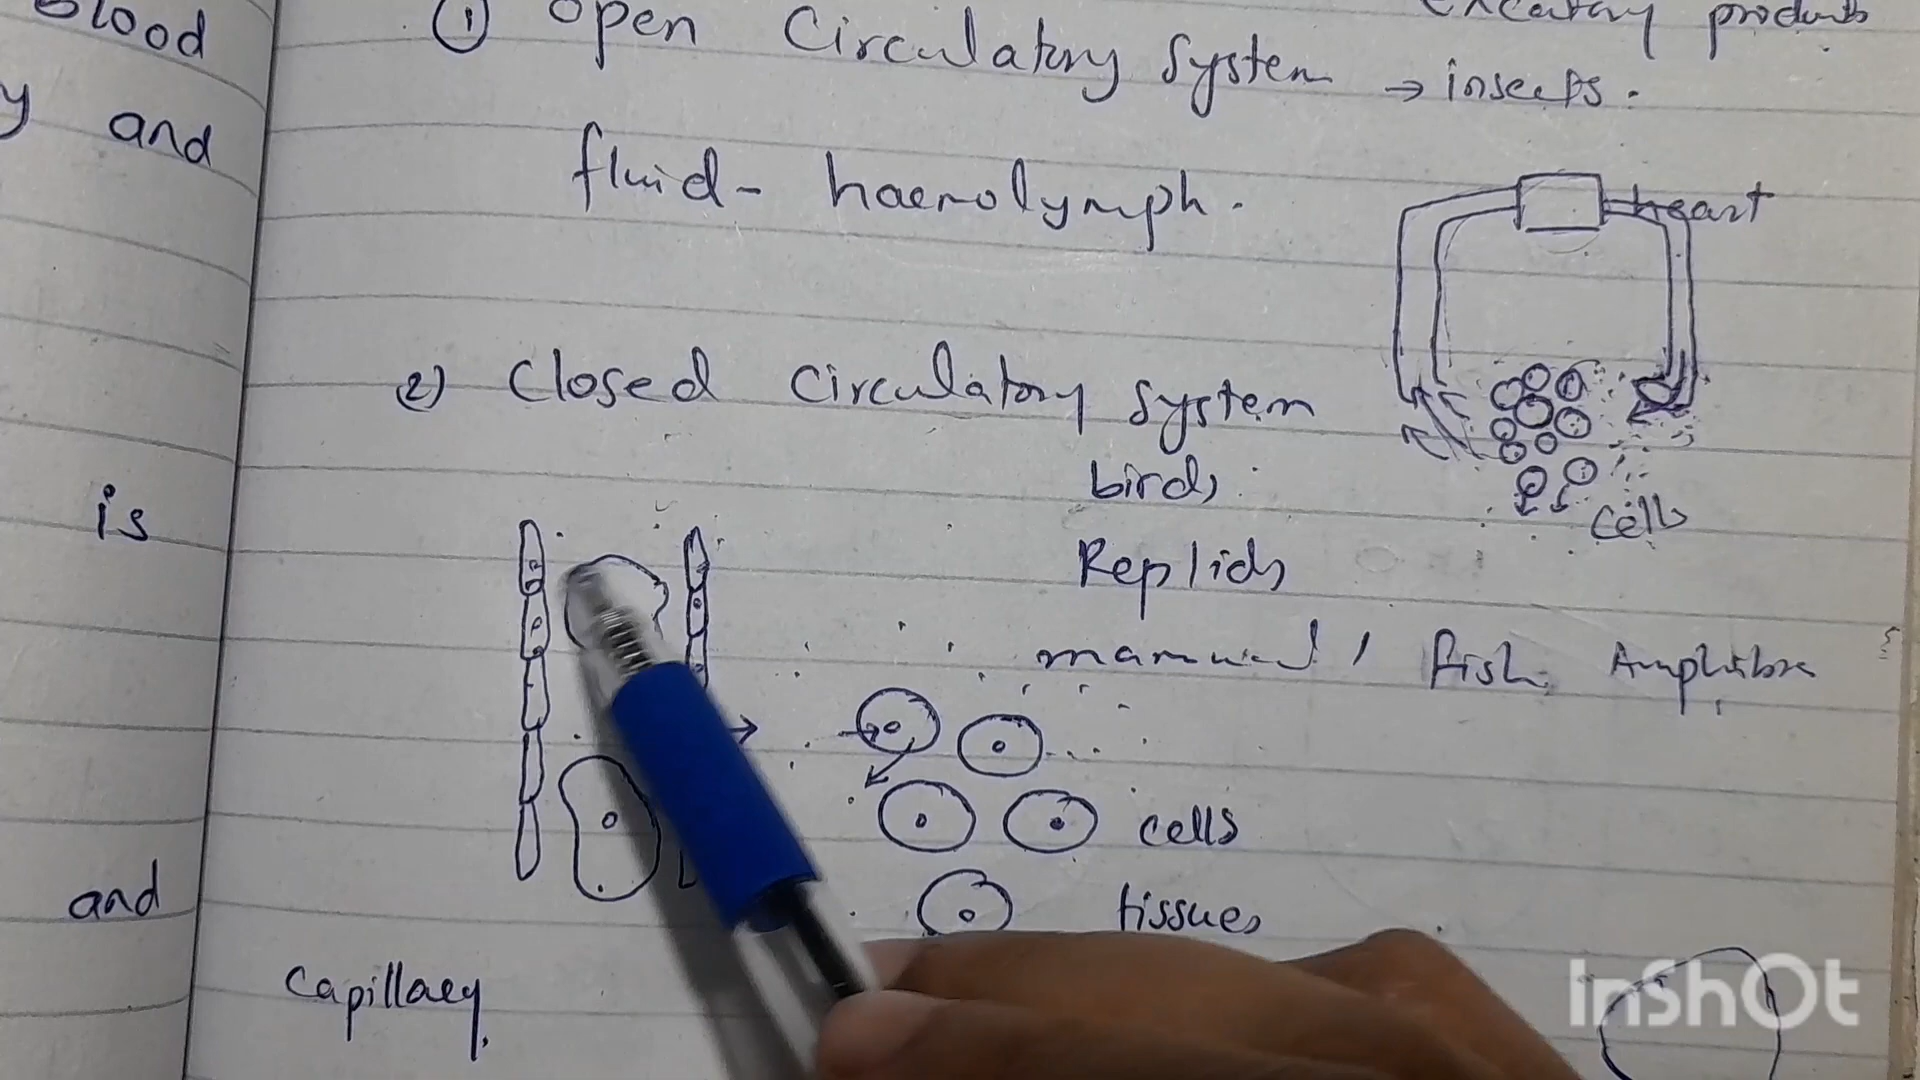 Blood
y and
is
and
excretory products
① Open Circulatory System → insects.
fluid - haemolymph.
heart
2) Closed Circulatory System
birds
cells
Replids
mammal, fish, Amphibia
cells
tissues
Capillary.
InShOt